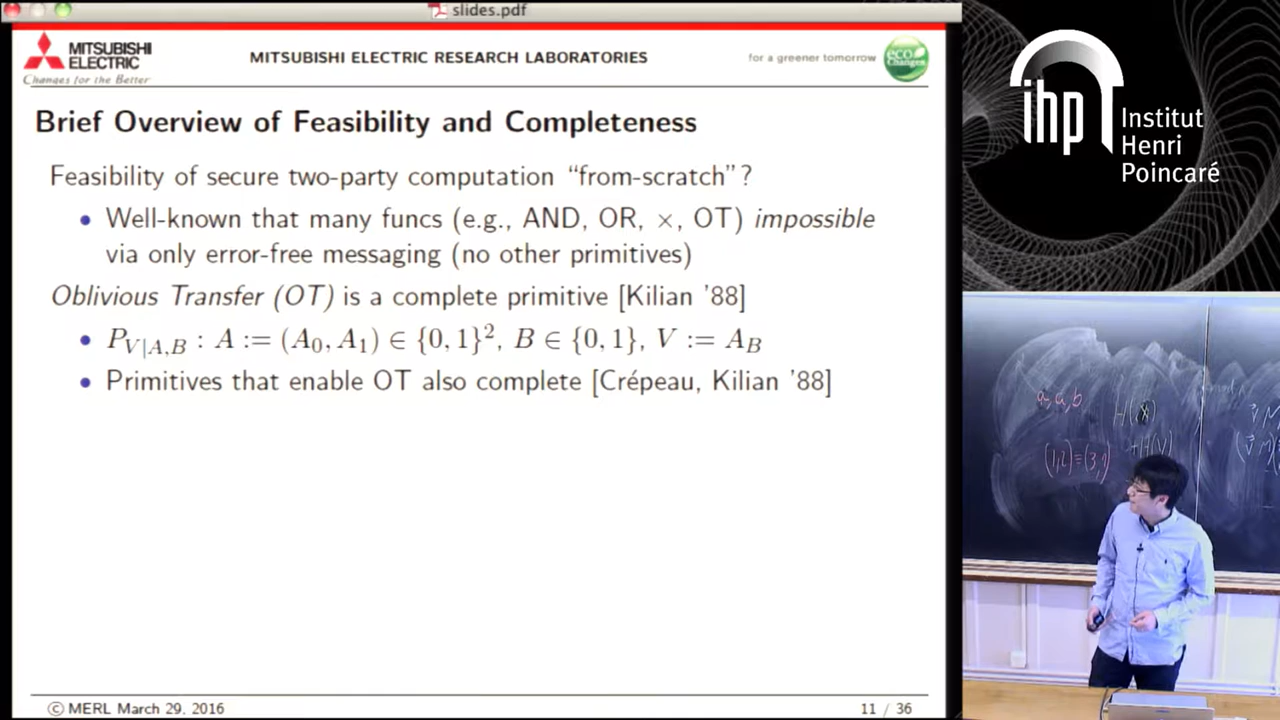 slides.pdf
MITSUBISHI ELECTRIC
Changes for the Better
MITSUBISHI ELECTRIC RESEARCH LABORATORIES
for a greener tomorrow
eco Changes
Brief Overview of Feasibility and Completeness
Feasibility of secure two-party computation “from-scratch”?
• Well-known that many funcs (e.g., AND, OR, ×, OT) impossible
via only error-free messaging (no other primitives)
Oblivious Transfer (OT) is a complete primitive [Kilian ’88]
• P_{V|A,B} : A := (A_0, A_1) ∈ {0, 1}^2, B ∈ {0, 1}, V := A_B
• Primitives that enable OT also complete [Crépeau, Kilian ’88]
© MERL March 29, 2016
11 / 36
ihp
Institut
Henri
Poincaré
H(X)
+H(V)